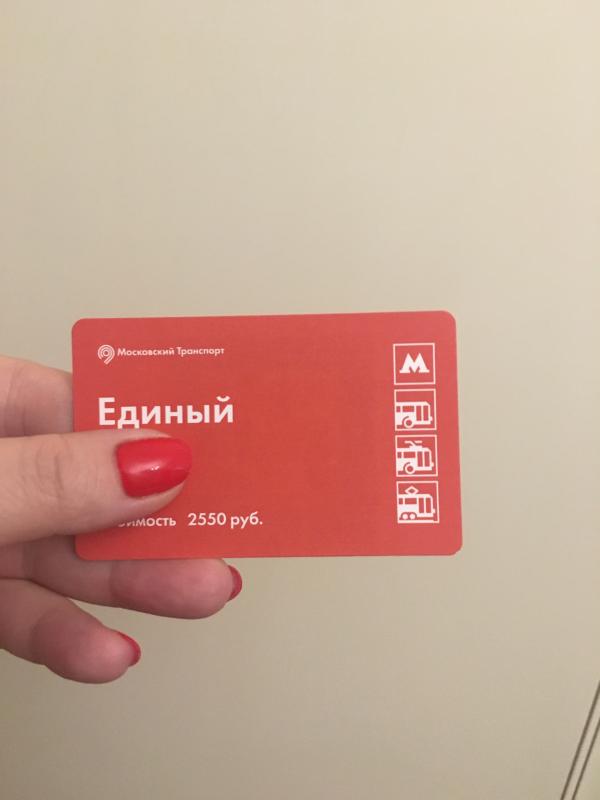 Московский Транспорт
М
Единый
2550 руб.